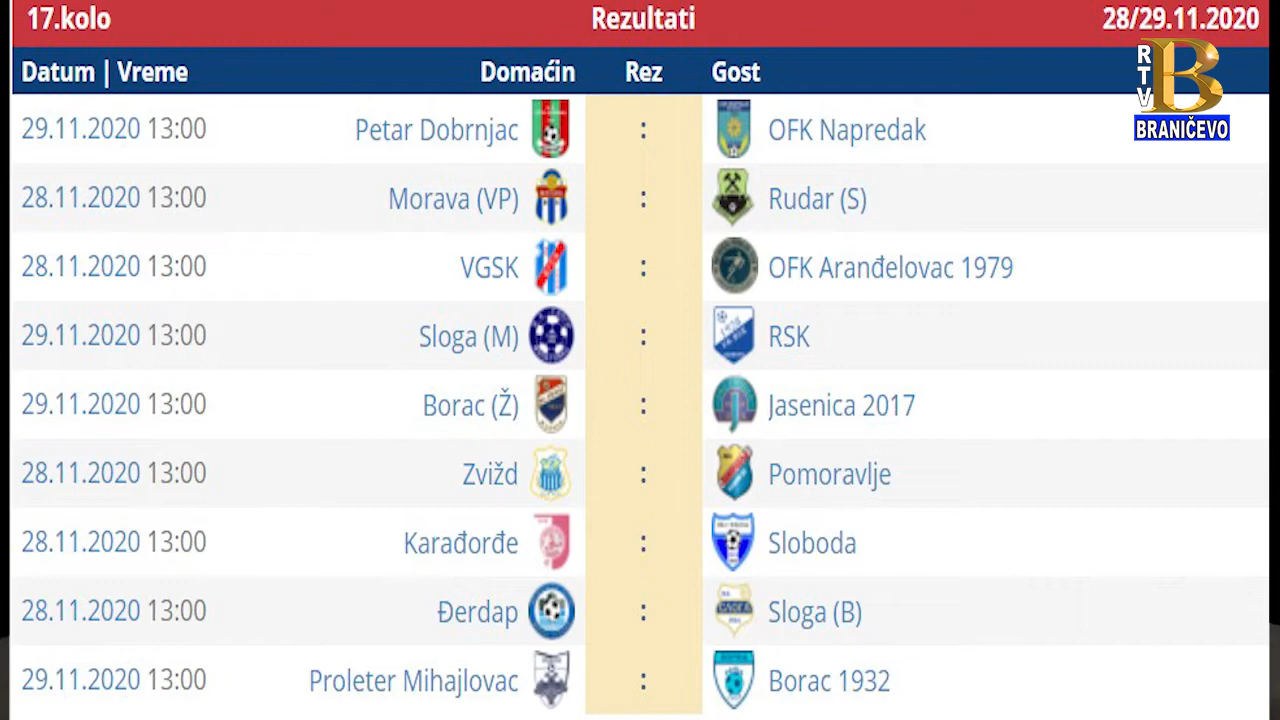 17.kolo Rezultati 28/29.11.2020
Datum | Vreme Domaćin Rez Gost
RTV B
BRANIČEVO
29.11.2020 13:00 Petar Dobrnjac : OFK Napredak
28.11.2020 13:00 Morava (VP) : Rudar (S)
28.11.2020 13:00 VGSK : OFK Aranđelovac 1979
29.11.2020 13:00 Sloga (M) : RSK
29.11.2020 13:00 Borac (Ž) : Jasenica 2017
28.11.2020 13:00 Zvižd : Pomoravlje
28.11.2020 13:00 Karađorđe : Sloboda
28.11.2020 13:00 Đerdap : Sloga (B)
29.11.2020 13:00 Proleter Mihajlovac : Borac 1932